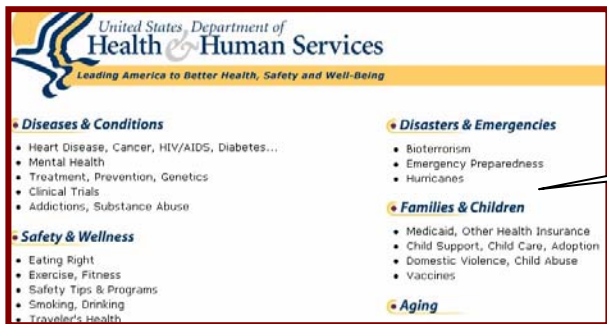 United States Department of
Health & Human Services
Leading America to Better Health, Safety and Well-Being
Diseases & Conditions
• Heart Disease, Cancer, HIV/AIDS, Diabetes...
• Mental Health
• Treatment, Prevention, Genetics
• Clinical Trials
• Addictions, Substance Abuse
Safety & Wellness
• Eating Right
• Exercise, Fitness
• Safety Tips & Programs
• Smoking, Drinking
• Traveler's Health
Disasters & Emergencies
• Bioterrorism
• Emergency Preparedness
• Hurricanes
Families & Children
• Medicaid, Other Health Insurance
• Child Support, Child Care, Adoption
• Domestic Violence, Child Abuse
• Vaccines
Aging